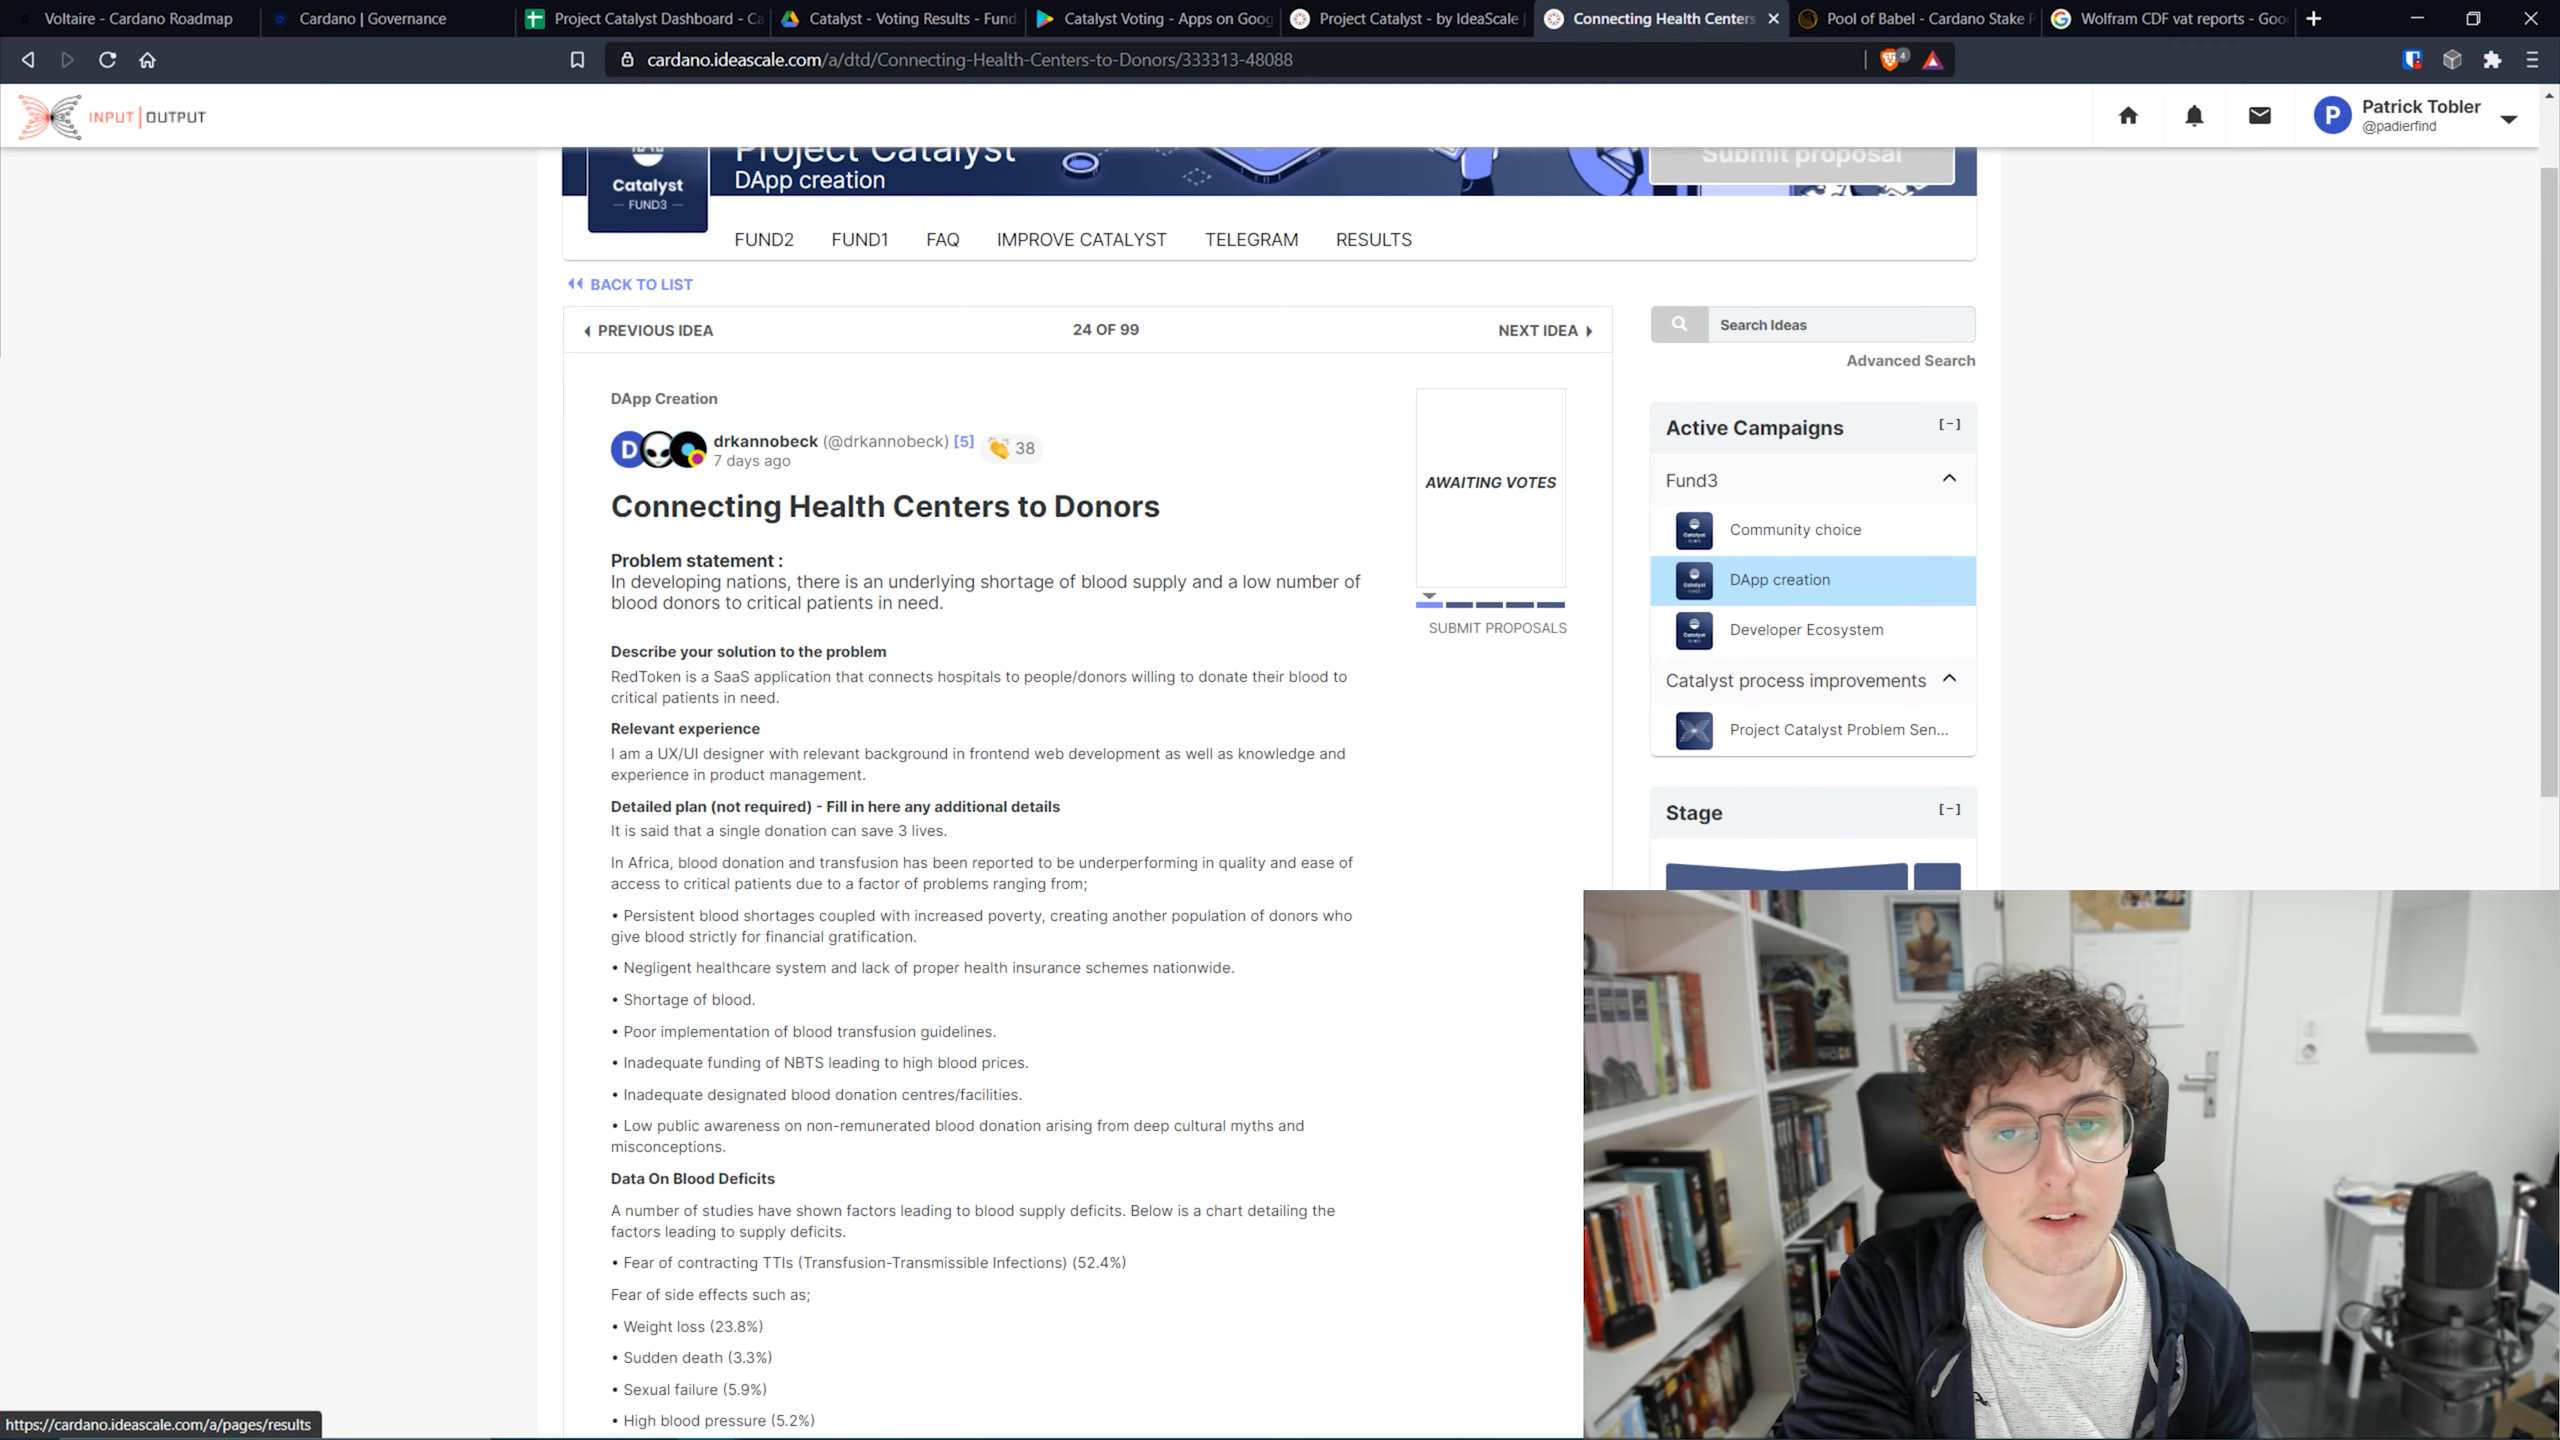 Voltaire - Cardano Roadmap
Cardano | Governance
Project Catalyst Dashboard - Ca
Catalyst - Voting Results - Fund
Catalyst Voting - Apps on Goog
Project Catalyst - by IdeaScale
Connecting Health Centers
Pool of Babel - Cardano Stake P
Wolfram CDF vat reports - Goo
cardano.ideascale.com/a/dtd/Connecting-Health-Centers-to-Donors/333313-48088
4
INPUT | OUTPUT
P
Patrick Tobler
@padierfind
Project Catalyst
DApp creation
Submit proposal
Catalyst
— FUND3 —
FUND2 FUND1 FAQ IMPROVE CATALYST TELEGRAM RESULTS
BACK TO LIST
PREVIOUS IDEA
24 OF 99
NEXT IDEA
Search Ideas
Advanced Search
DApp Creation
D
drkannobeck (@drkannobeck) [5]
38
7 days ago
AWAITING VOTES
SUBMIT PROPOSALS
Connecting Health Centers to Donors
Problem statement :
In developing nations, there is an underlying shortage of blood supply and a low number of
blood donors to critical patients in need.
Describe your solution to the problem
RedToken is a SaaS application that connects hospitals to people/donors willing to donate their blood to
critical patients in need.
Relevant experience
I am a UX/UI designer with relevant background in frontend web development as well as knowledge and
experience in product management.
Detailed plan (not required) - Fill in here any additional details
It is said that a single donation can save 3 lives.
In Africa, blood donation and transfusion has been reported to be underperforming in quality and ease of
access to critical patients due to a factor of problems ranging from;
• Persistent blood shortages coupled with increased poverty, creating another population of donors who
give blood strictly for financial gratification.
• Negligent healthcare system and lack of proper health insurance schemes nationwide.
• Shortage of blood.
• Poor implementation of blood transfusion guidelines.
• Inadequate funding of NBTS leading to high blood prices.
• Inadequate designated blood donation centres/facilities.
• Low public awareness on non-remunerated blood donation arising from deep cultural myths and
misconceptions.
Data On Blood Deficits
A number of studies have shown factors leading to blood supply deficits. Below is a chart detailing the
factors leading to supply deficits.
• Fear of contracting TTIs (Transfusion-Transmissible Infections) (52.4%)
Fear of side effects such as;
• Weight loss (23.8%)
• Sudden death (3.3%)
• Sexual failure (5.9%)
• High blood pressure (5.2%)
Active Campaigns
[-]
Fund3
Community choice
DApp creation
Developer Ecosystem
Catalyst process improvements
Project Catalyst Problem Sen...
Stage
[-]
https://cardano.ideascale.com/a/pages/results